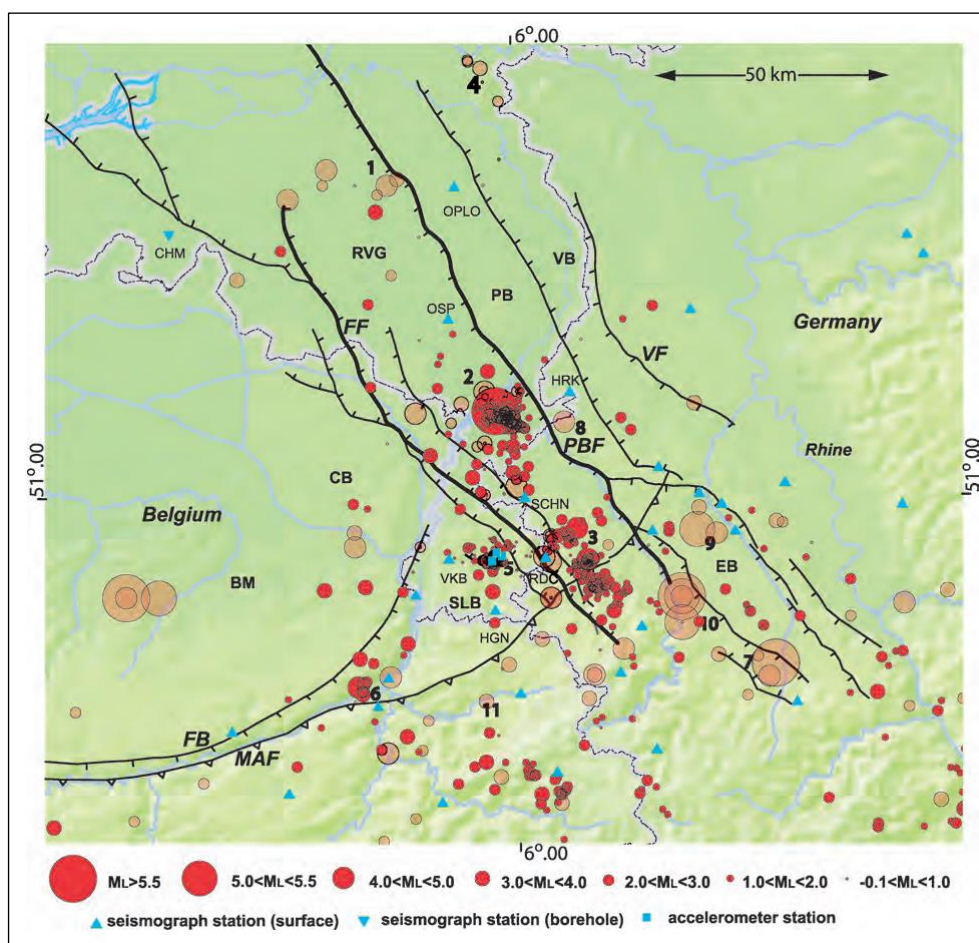 6°.00
50 km
4
1
OPLO
CHM
RVG
VB
PB
OSP
Germany
FF
VF
2
HRK
8
PBF
Rhine
51°.00
51°.00
CB
SCHN
Belgium
3
9
5
EB
BM
VKB
RDC
SLB
10
HGN
7
6
11
FB
MAF
6°.00
ML>5.5 5.0<ML<5.5 4.0<ML<5.0 3.0<ML<4.0 2.0<ML<3.0 1.0<ML<2.0 -0.1<ML<1.0
seismograph station (surface) seismograph station (borehole) accelerometer station